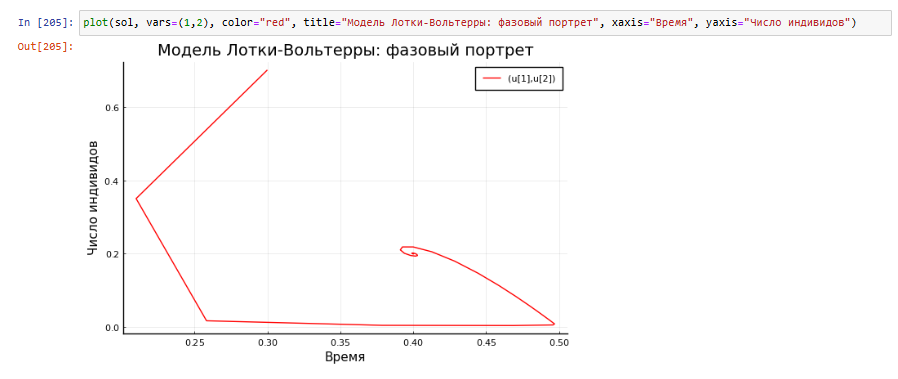 In [205]: plot(sol, vars=(1,2), color="red", title="Модель Лотки-Вольтерры: фазовый портрет", xaxis="Время", yaxis="Число индивидов")
Out[205]:
Модель Лотки-Вольтерры: фазовый портрет
(u[1],u[2])
0.6
0.4
0.2
0.0
Число индивидов
0.25 0.30 0.35 0.40 0.45 0.50
Время